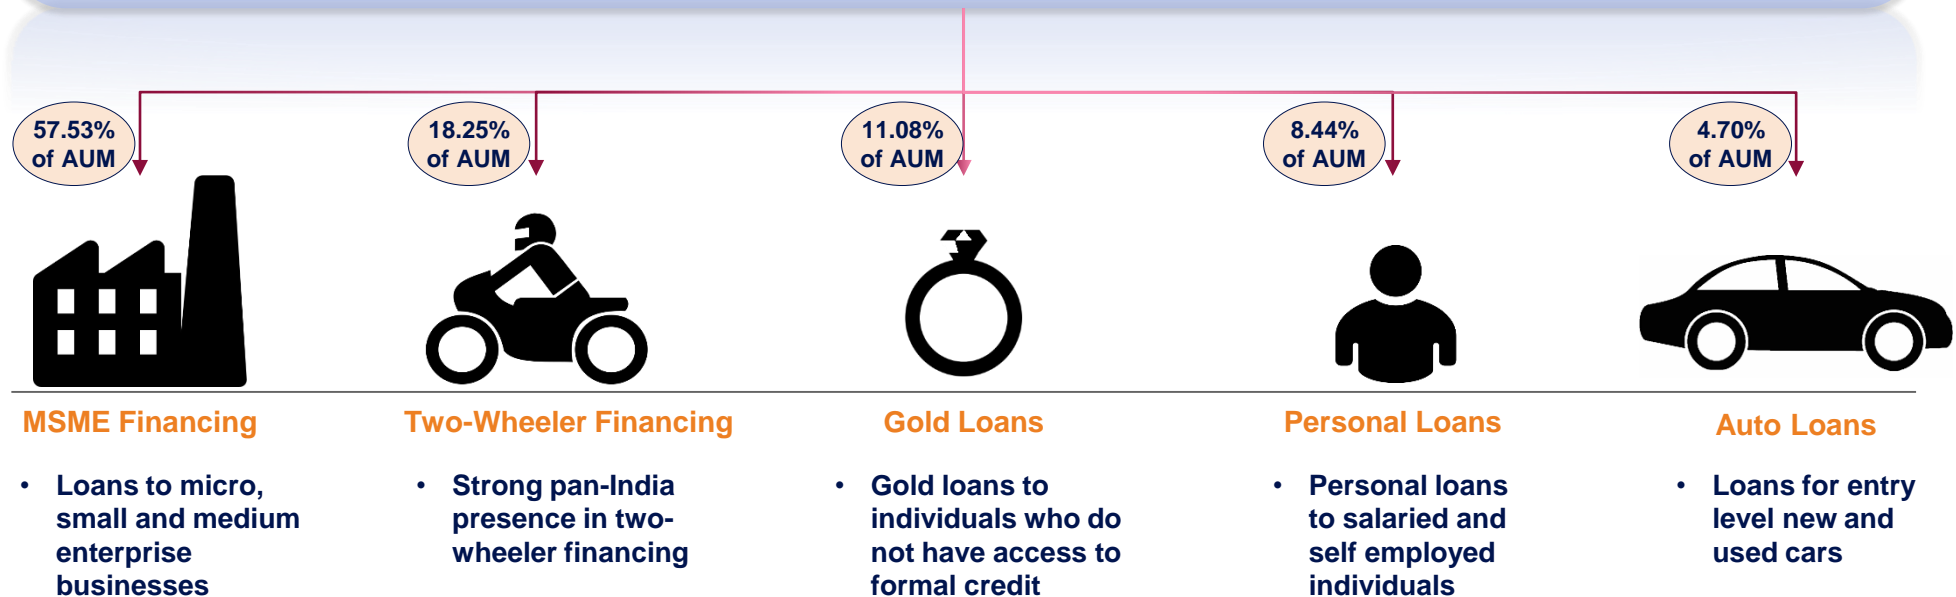 57.53%
of AUM
18.25%
of AUM
11.08%
of AUM
8.44%
of AUM
4.70%
of AUM
MSME Financing
• Loans to micro,
small and medium
enterprise
businesses
Two-Wheeler Financing
• Strong pan-India
presence in two-
wheeler financing
Gold Loans
• Gold loans to
individuals who do
not have access to
formal credit
Personal Loans
• Personal loans
to salaried and
self employed
individuals
Auto Loans
• Loans for entry
level new and
used cars